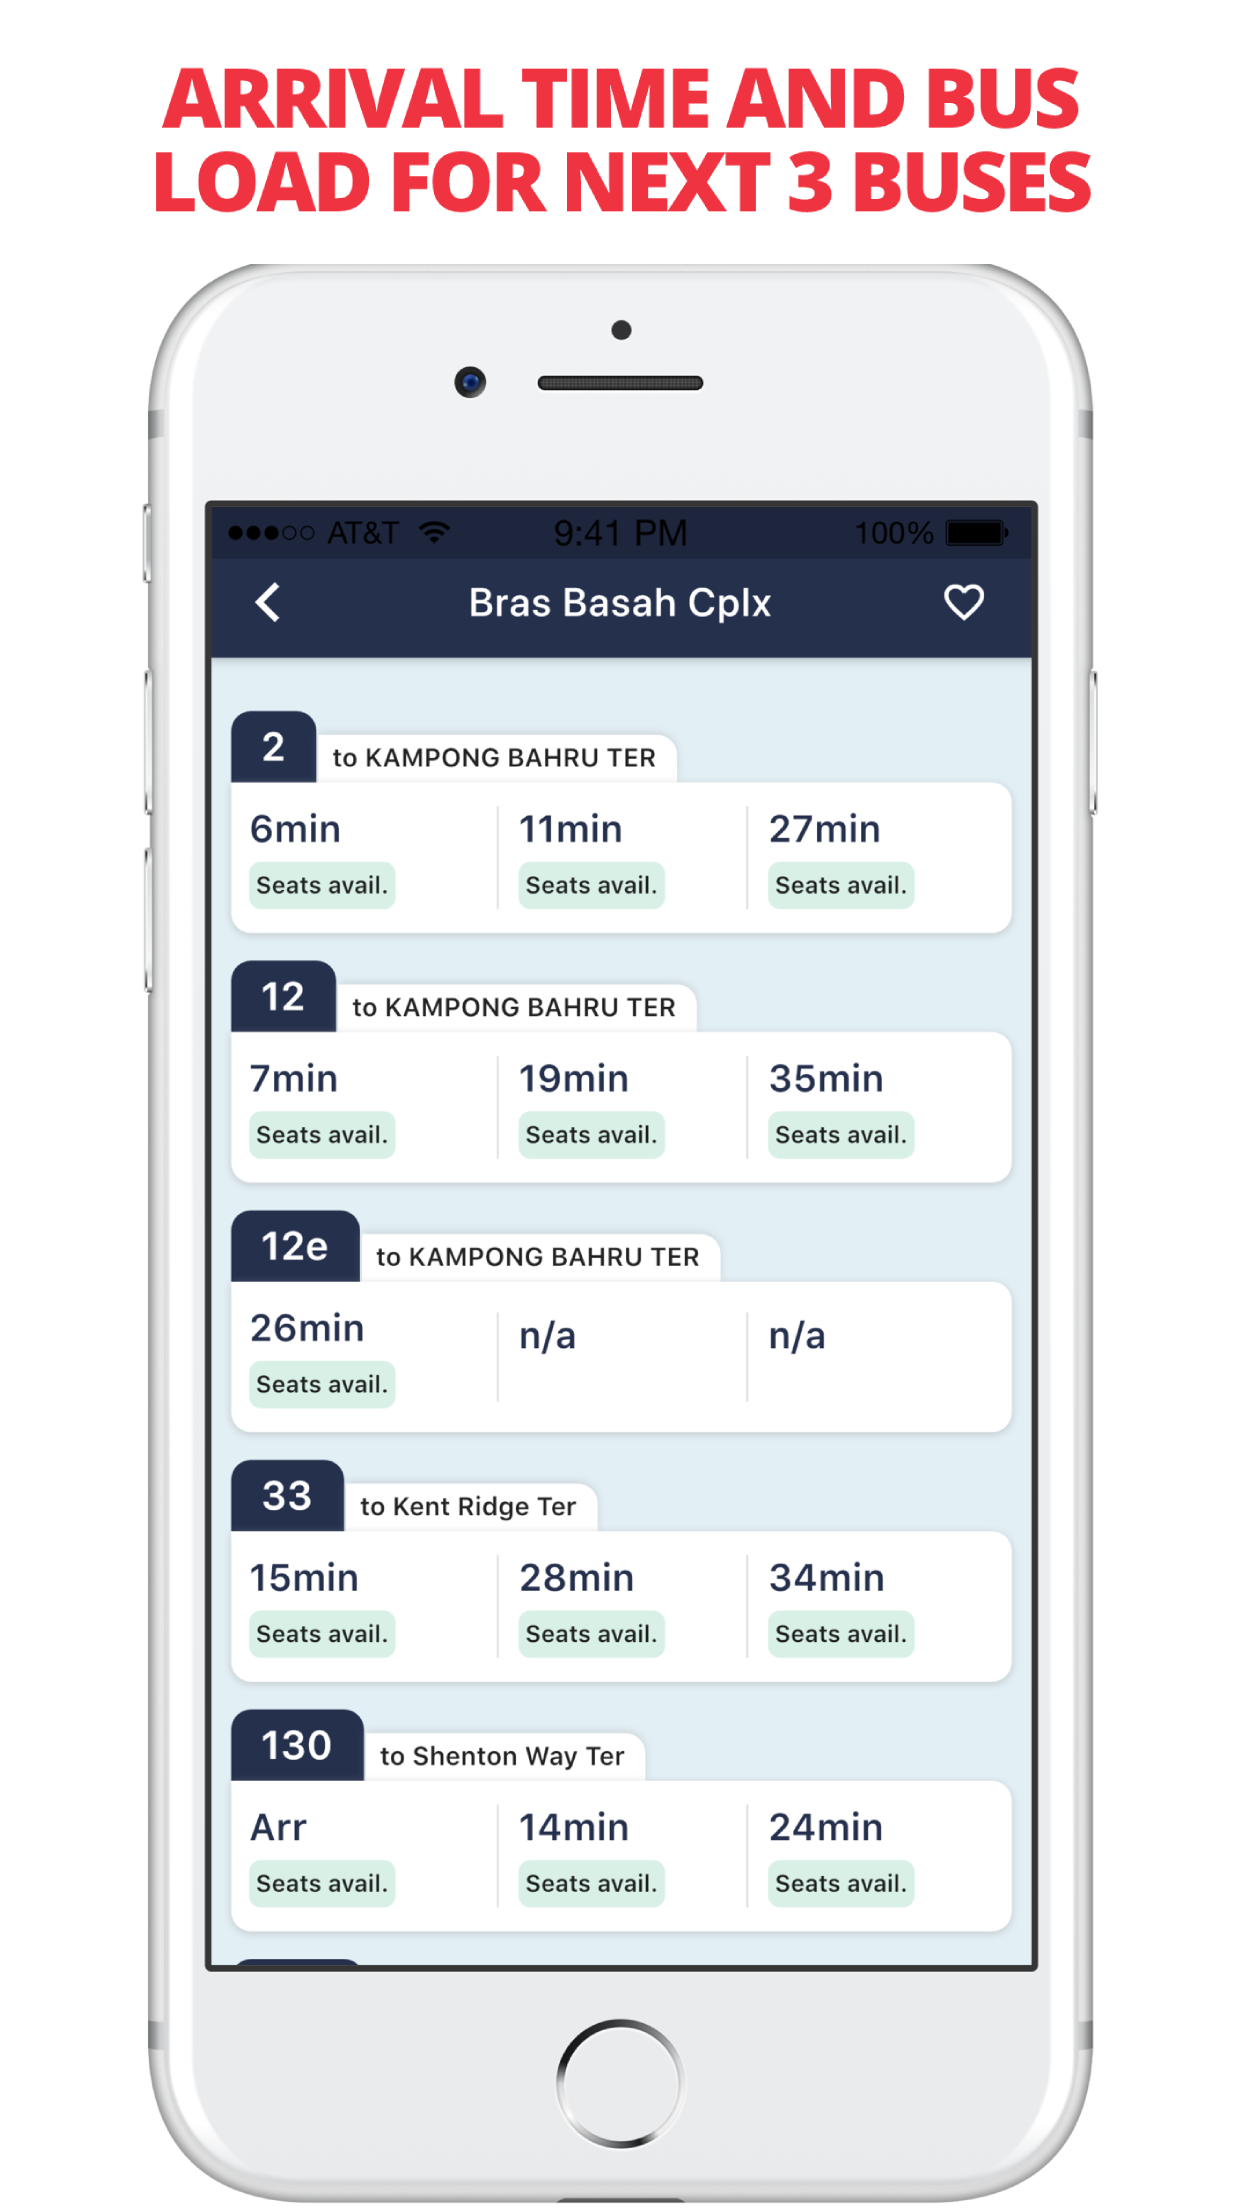 ARRIVAL TIME AND BUS
LOAD FOR NEXT 3 BUSES
AT&T 9:41 PM 100%
Bras Basah Cplx
2 to KAMPONG BAHRU TER
6min 11min 27min
Seats avail. Seats avail. Seats avail.
12 to KAMPONG BAHRU TER
7min 19min 35min
Seats avail. Seats avail. Seats avail.
12e to KAMPONG BAHRU TER
26min n/a n/a
Seats avail.
33 to Kent Ridge Ter
15min 28min 34min
Seats avail. Seats avail. Seats avail.
130 to Shenton Way Ter
Arr 14min 24min
Seats avail. Seats avail. Seats avail.